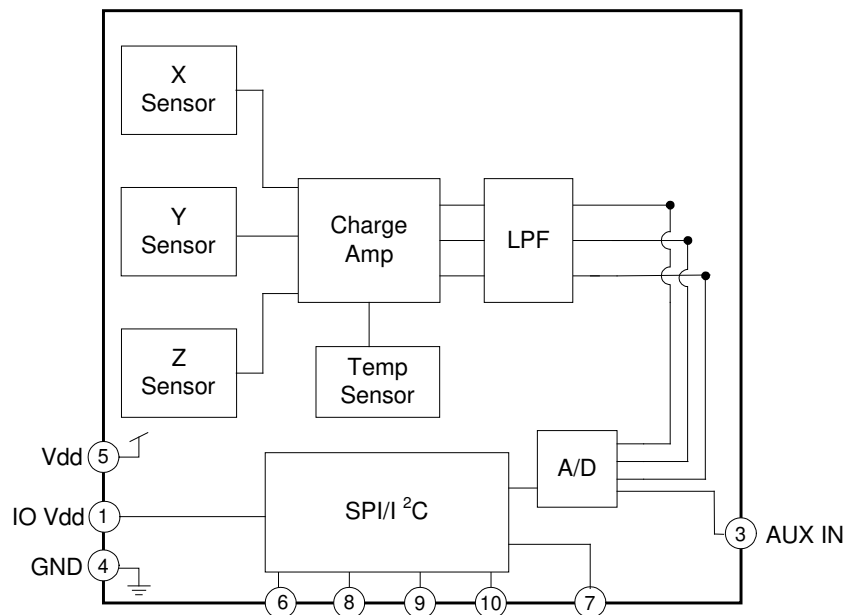 X
Sensor
Y
Sensor
Z
Sensor
Charge
Amp
LPF
Temp
Sensor
Vdd 5
IO Vdd 1
GND 4
SPI/I ²C
A/D
3 AUX IN
6 8 9 10 7